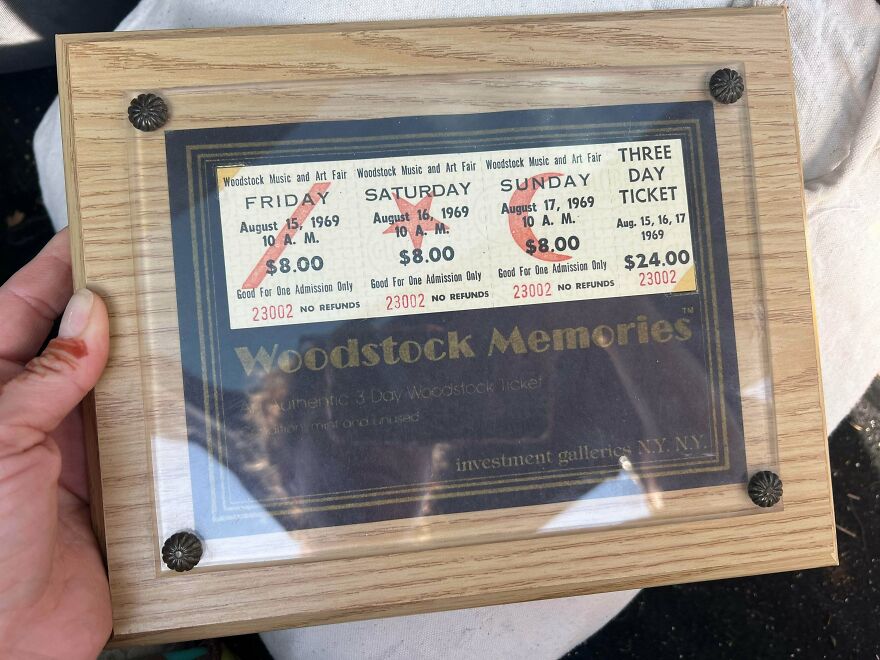 Woodstock Music and Art Fair
FRIDAY
August 15, 1969
10 A. M.
$8.00
Good For One Admission Only
23002 NO REFUNDS
Woodstock Music and Art Fair
SATURDAY
August 16, 1969
10 A. M.
$8.00
Good For One Admission Only
23002 NO REFUNDS
Woodstock Music and Art Fair
SUNDAY
August 17, 1969
10 A. M.
$8.00
Good For One Admission Only
23002 NO REFUNDS
THREE
DAY
TICKET
Aug. 15, 16, 17
1969
$24.00
23002
Woodstock Memories™
Authentic 3-Day Woodstock Ticket
mint and unused
investment galleries N.Y. N.Y.